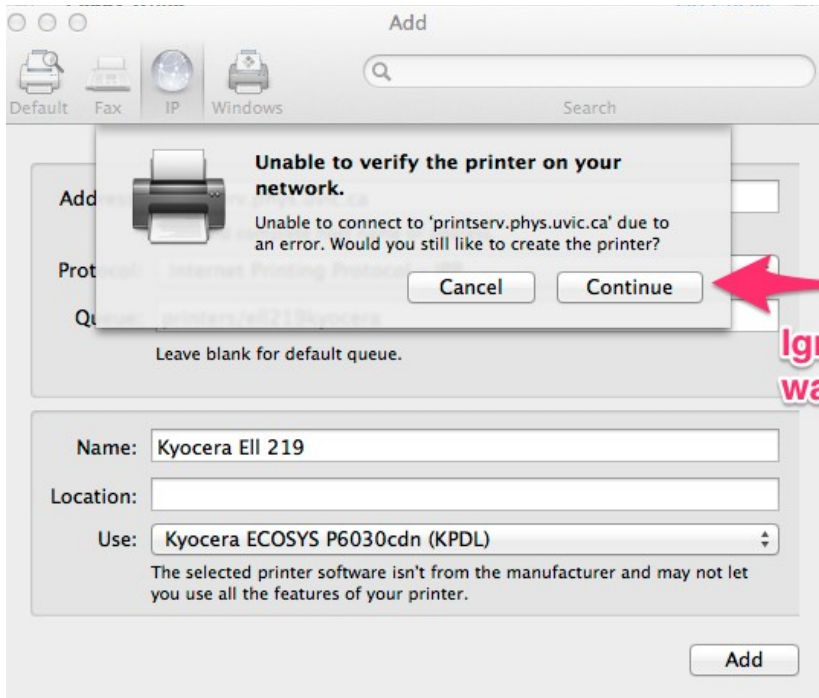 Add
Default Fax IP Windows
Search
Unable to verify the printer on your
network.
Unable to connect to 'printserv.phys.uvic.ca' due to
an error. Would you still like to create the printer?
Cancel Continue
Leave blank for default queue.
Name: Kyocera Ell 219
Location:
Use: Kyocera ECOSYS P6030cdn (KPDL)
The selected printer software isn't from the manufacturer and may not let
you use all the features of your printer.
Add